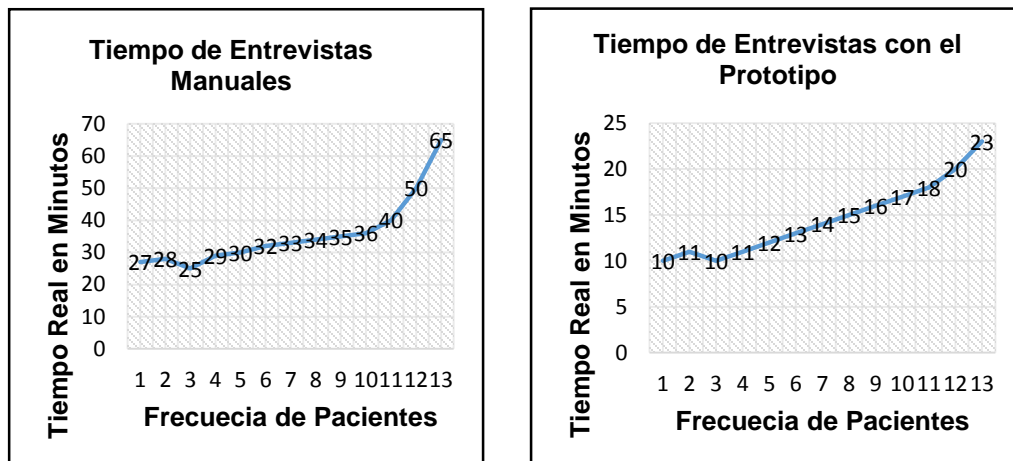 Tiempo de Entrevistas
Manuales
Tiempo Real en Minutos
70
60
50
40
30
20
10
0
27 28 25 29 30 32 33 34 35 36 40 50 65
1 2 3 4 5 6 7 8 9 10 11 12 13
Frecuecia de Pacientes
Tiempo de Entrevistas con el
Prototipo
Tiempo Real en Minutos
25
20
15
10
5
0
10 11 10 11 12 13 14 15 16 17 18 20 23
1 2 3 4 5 6 7 8 9 10 11 12 13
Frecuecia de Pacientes